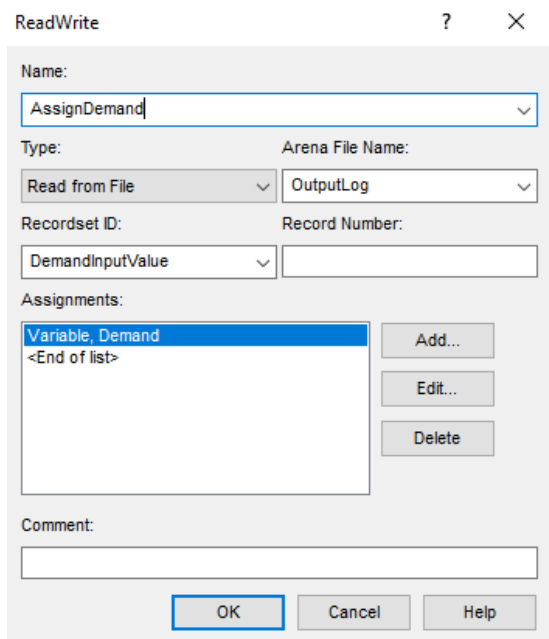 ReadWrite ? ×
Name:
AssignDemand
Type: Arena File Name:
Read from File OutputLog
Recordset ID: Record Number:
DemandInputValue
Assignments:
Variable, Demand Add...
<End of list>
Edit...
Delete
Comment:
OK Cancel Help